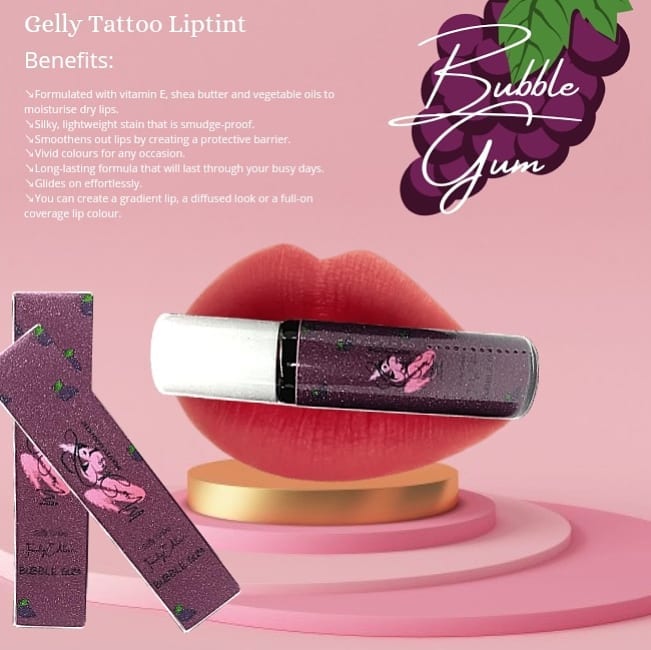 Gelly Tattoo Liptint
Benefits:
↘Formulated with vitamin E, shea butter and vegetable oils to
moisturise dry lips.
↘Silky, lightweight stain that is smudge-proof.
↘Smoothens out lips by creating a protective barrier.
↘Vivid colours for any occasion.
↘Long-lasting formula that will last through your busy days.
↘Glides on effortlessly.
↘You can create a gradient lip, a diffused look or a full-on
coverage lip colour.
Bubble
Gum
BUBBLE GUM
BUBBLE GUM